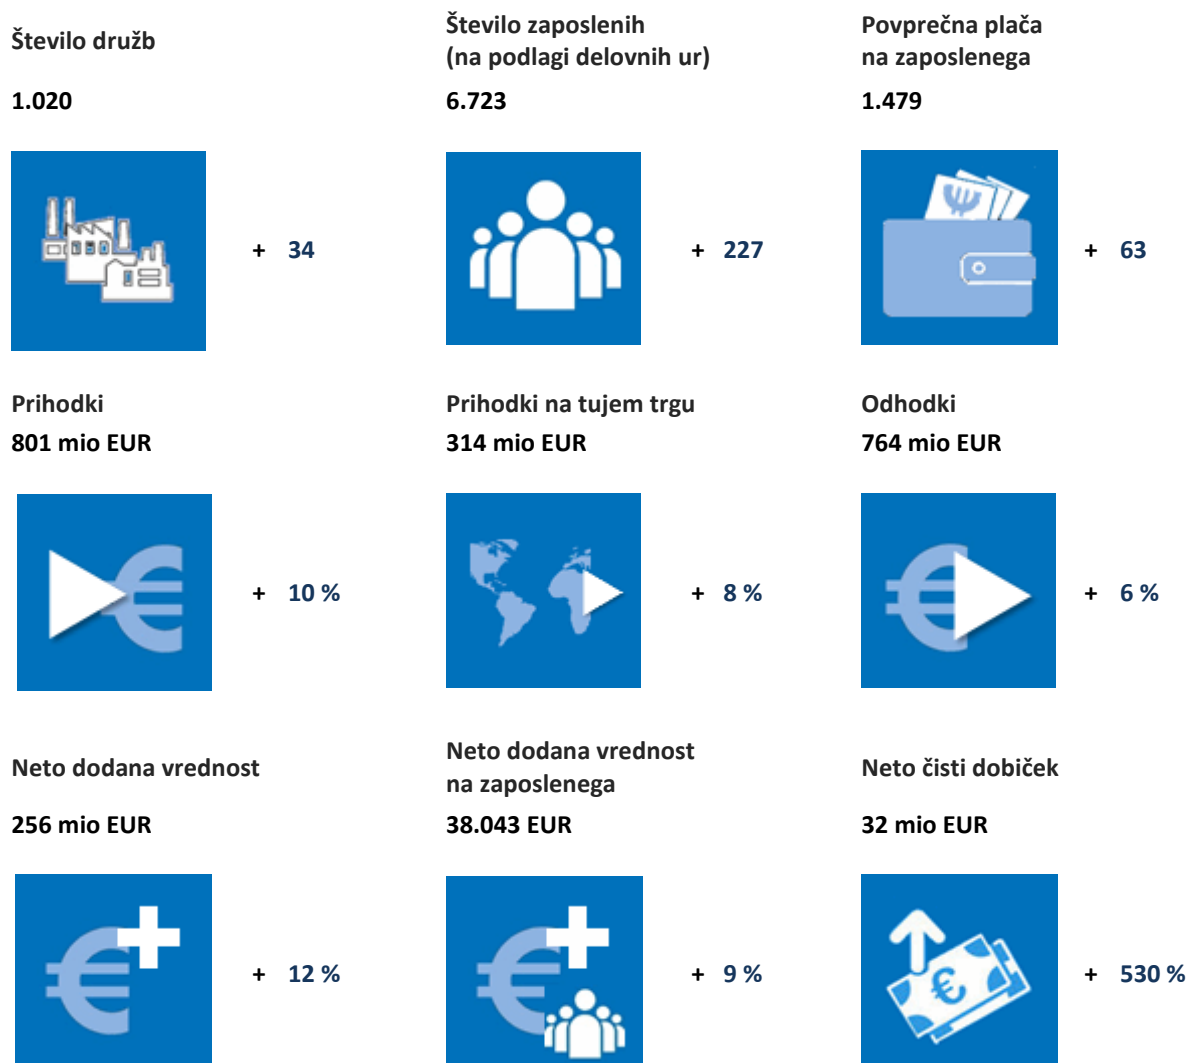 Število družb
1.020
+ 34
Število zaposlenih
(na podlagi delovnih ur)
6.723
+ 227
Povprečna plača
na zaposlenega
1.479
+ 63
Prihodki
801 mio EUR
+ 10 %
Prihodki na tujem trgu
314 mio EUR
+ 8 %
Odhodki
764 mio EUR
+ 6 %
Neto dodana vrednost
256 mio EUR
+ 12 %
Neto dodana vrednost
na zaposlenega
38.043 EUR
+ 9 %
Neto čisti dobiček
32 mio EUR
+ 530 %